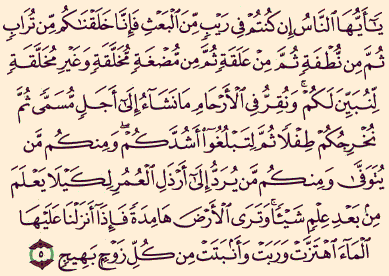 يَـٰٓأَيُّهَا ٱلنَّاسُ إِن كُنتُمْ فِى رَيْبٍ مِّنَ ٱلْبَعْثِ فَإِنَّا خَلَقْنَـٰكُم مِّن تُرَابٍ
ثُمَّ مِن نُّطْفَةٍ ثُمَّ مِنْ عَلَقَةٍ ثُمَّ مِن مُّضْغَةٍ مُّخَلَّقَةٍ وَغَيْرِ مُخَلَّقَةٍ
لِّنُبَيِّنَ لَكُمْ ۚ وَنُقِرُّ فِى ٱلْأَرْحَامِ مَا نَشَآءُ إِلَىٰٓ أَجَلٍ مُّسَمًّى ثُمَّ
نُخْرِجُكُمْ طِفْلًا ثُمَّ لِتَبْلُغُوٓا۟ أَشُدَّكُمْ ۖ وَمِنكُم مَّن
يُتَوَفَّىٰ وَمِنكُم مَّن يُرَدُّ إِلَىٰٓ أَرْذَلِ ٱلْعُمُرِ لِكَيْلَا يَعْلَمَ
مِنۢ بَعْدِ عِلْمٍ شَيْـًٔا ۚ وَتَرَى ٱلْأَرْضَ هَامِدَةً فَإِذَآ أَنزَلْنَا عَلَيْهَا
ٱلْمَآءَ ٱهْتَزَّتْ وَرَبَتْ وَأَنۢبَتَتْ مِن كُلِّ زَوْجٍۭ بَهِيجٍ ٥